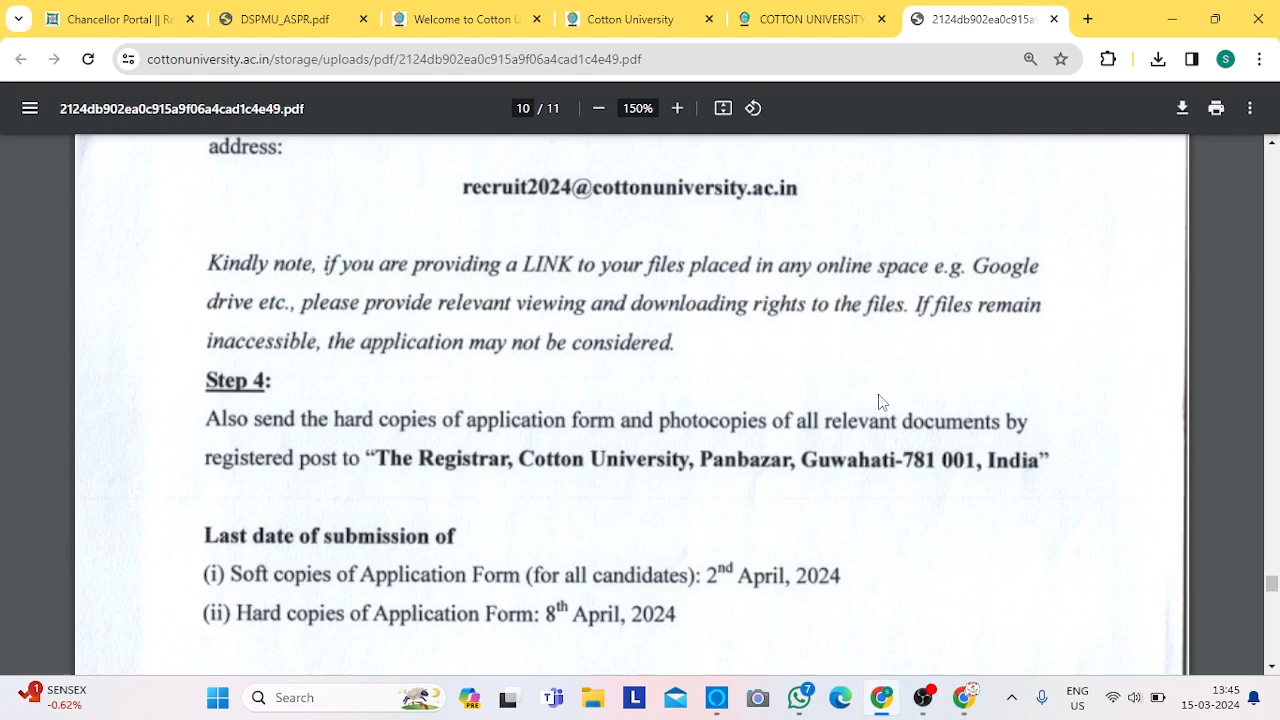 Chancellor Portal || Re
DSPMU_ASPR.pdf
Welcome to Cotton U
Cotton University
COTTON UNIVERSITY
2124db902ea0c915a9
cottonuniversity.ac.in/storage/uploads/pdf/2124db902ea0c915a9f06a4cad1c4e49.pdf
S
2124db902ea0c915a9f06a4cad1c4e49.pdf
10 / 11
150%
address:
recruit2024@cottonuniversity.ac.in
Kindly note, if you are providing a LINK to your files placed in any online space e.g. Google
drive etc., please provide relevant viewing and downloading rights to the files. If files remain
inaccessible, the application may not be considered.
Step 4:
Also send the hard copies of application form and photocopies of all relevant documents by
registered post to “The Registrar, Cotton University, Panbazar, Guwahati-781 001, India”
Last date of submission of
(i) Soft copies of Application Form (for all candidates): 2nd April, 2024
(ii) Hard copies of Application Form: 8th April, 2024
1
SENSEX
-0.62%
Search
PRE
L
7
ENG
US
13:45
15-03-2024